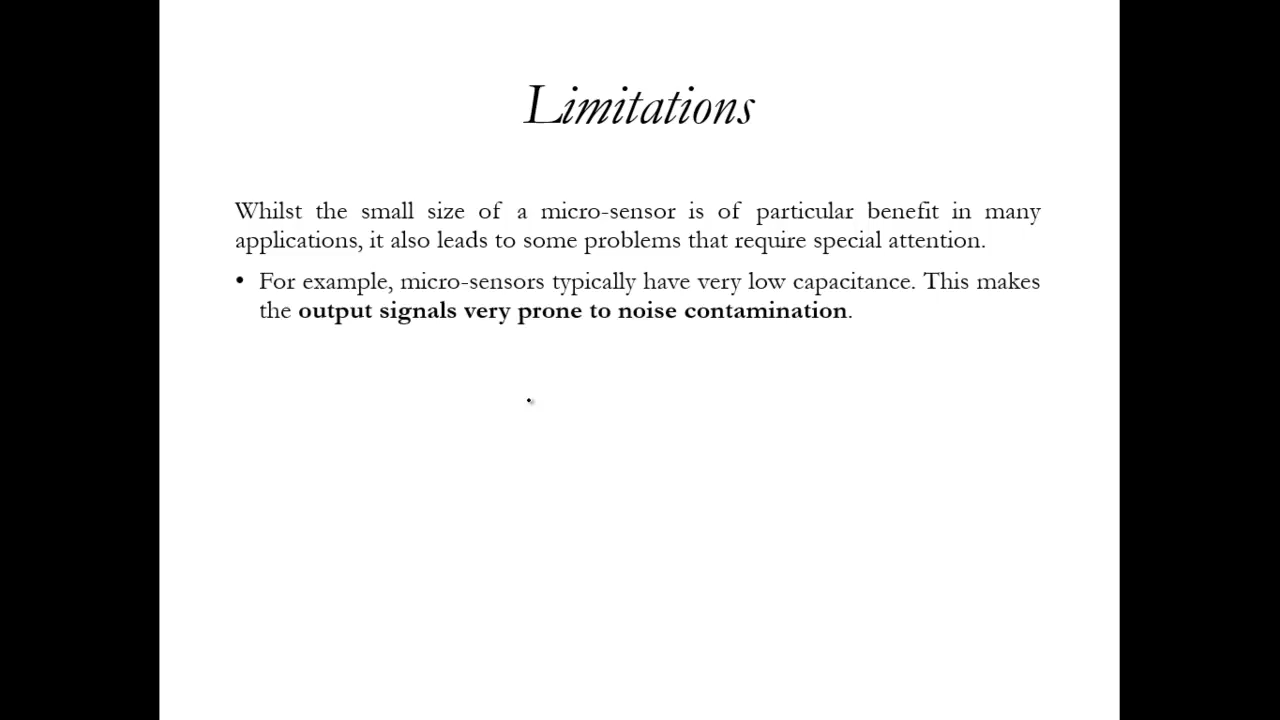 Limitations
Whilst the small size of a micro-sensor is of particular benefit in many
applications, it also leads to some problems that require special attention.
• For example, micro-sensors typically have very low capacitance. This makes
the output signals very prone to noise contamination.